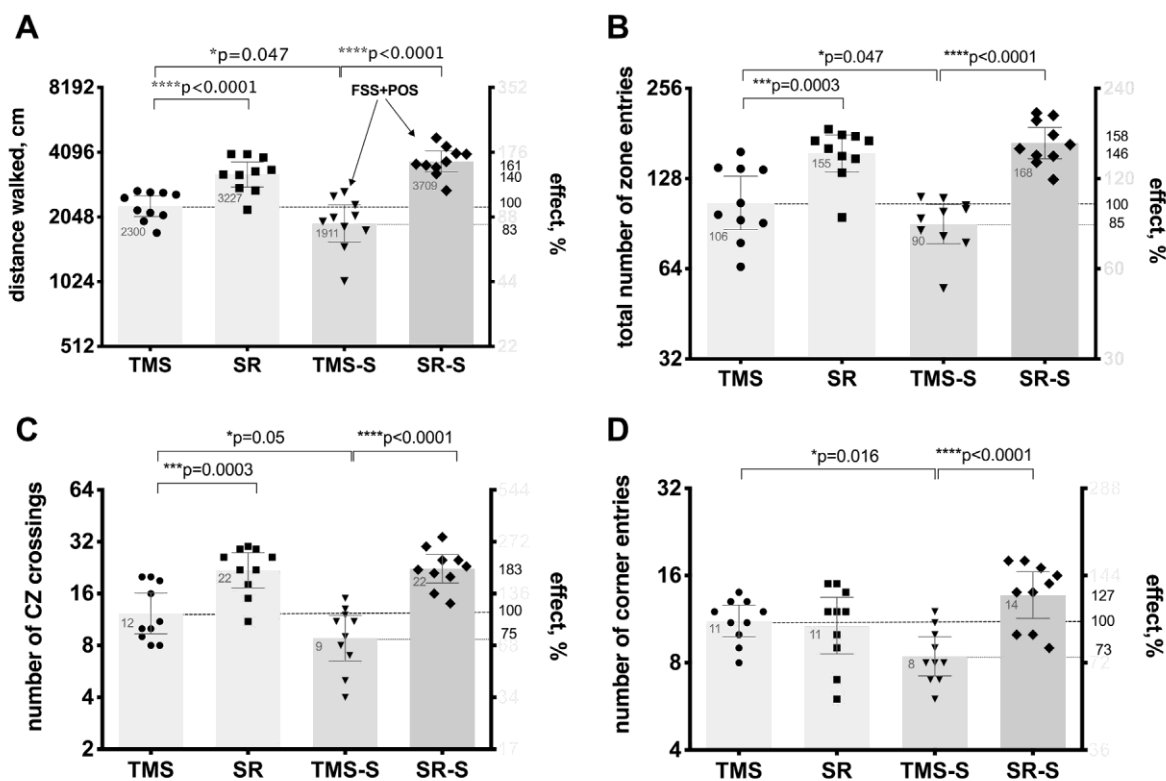 A
*p=0.047
****p<0.0001
****p<0.0001
FSS+POS
distance walked, cm
8192
4096
2048
1024
512
2300
3227
1911
3709
TMS
SR
TMS-S
SR-S
352
176
161
140
100
88
83
44
22
effect, %
B
*p=0.047
****p<0.0001
***p=0.0003
total number of zone entries
256
128
64
32
106
155
90
168
TMS
SR
TMS-S
SR-S
240
158
146
120
100
85
60
30
effect, %
C
*p=0.05
****p<0.0001
***p=0.0003
number of CZ crossings
64
32
16
8
4
2
12
22
9
22
TMS
SR
TMS-S
SR-S
544
272
183
136
100
75
68
34
17
effect, %
D
*p=0.016
****p<0.0001
number of corner entries
32
16
8
4
11
11
8
14
TMS
SR
TMS-S
SR-S
288
144
127
100
73
72
36
effect, %